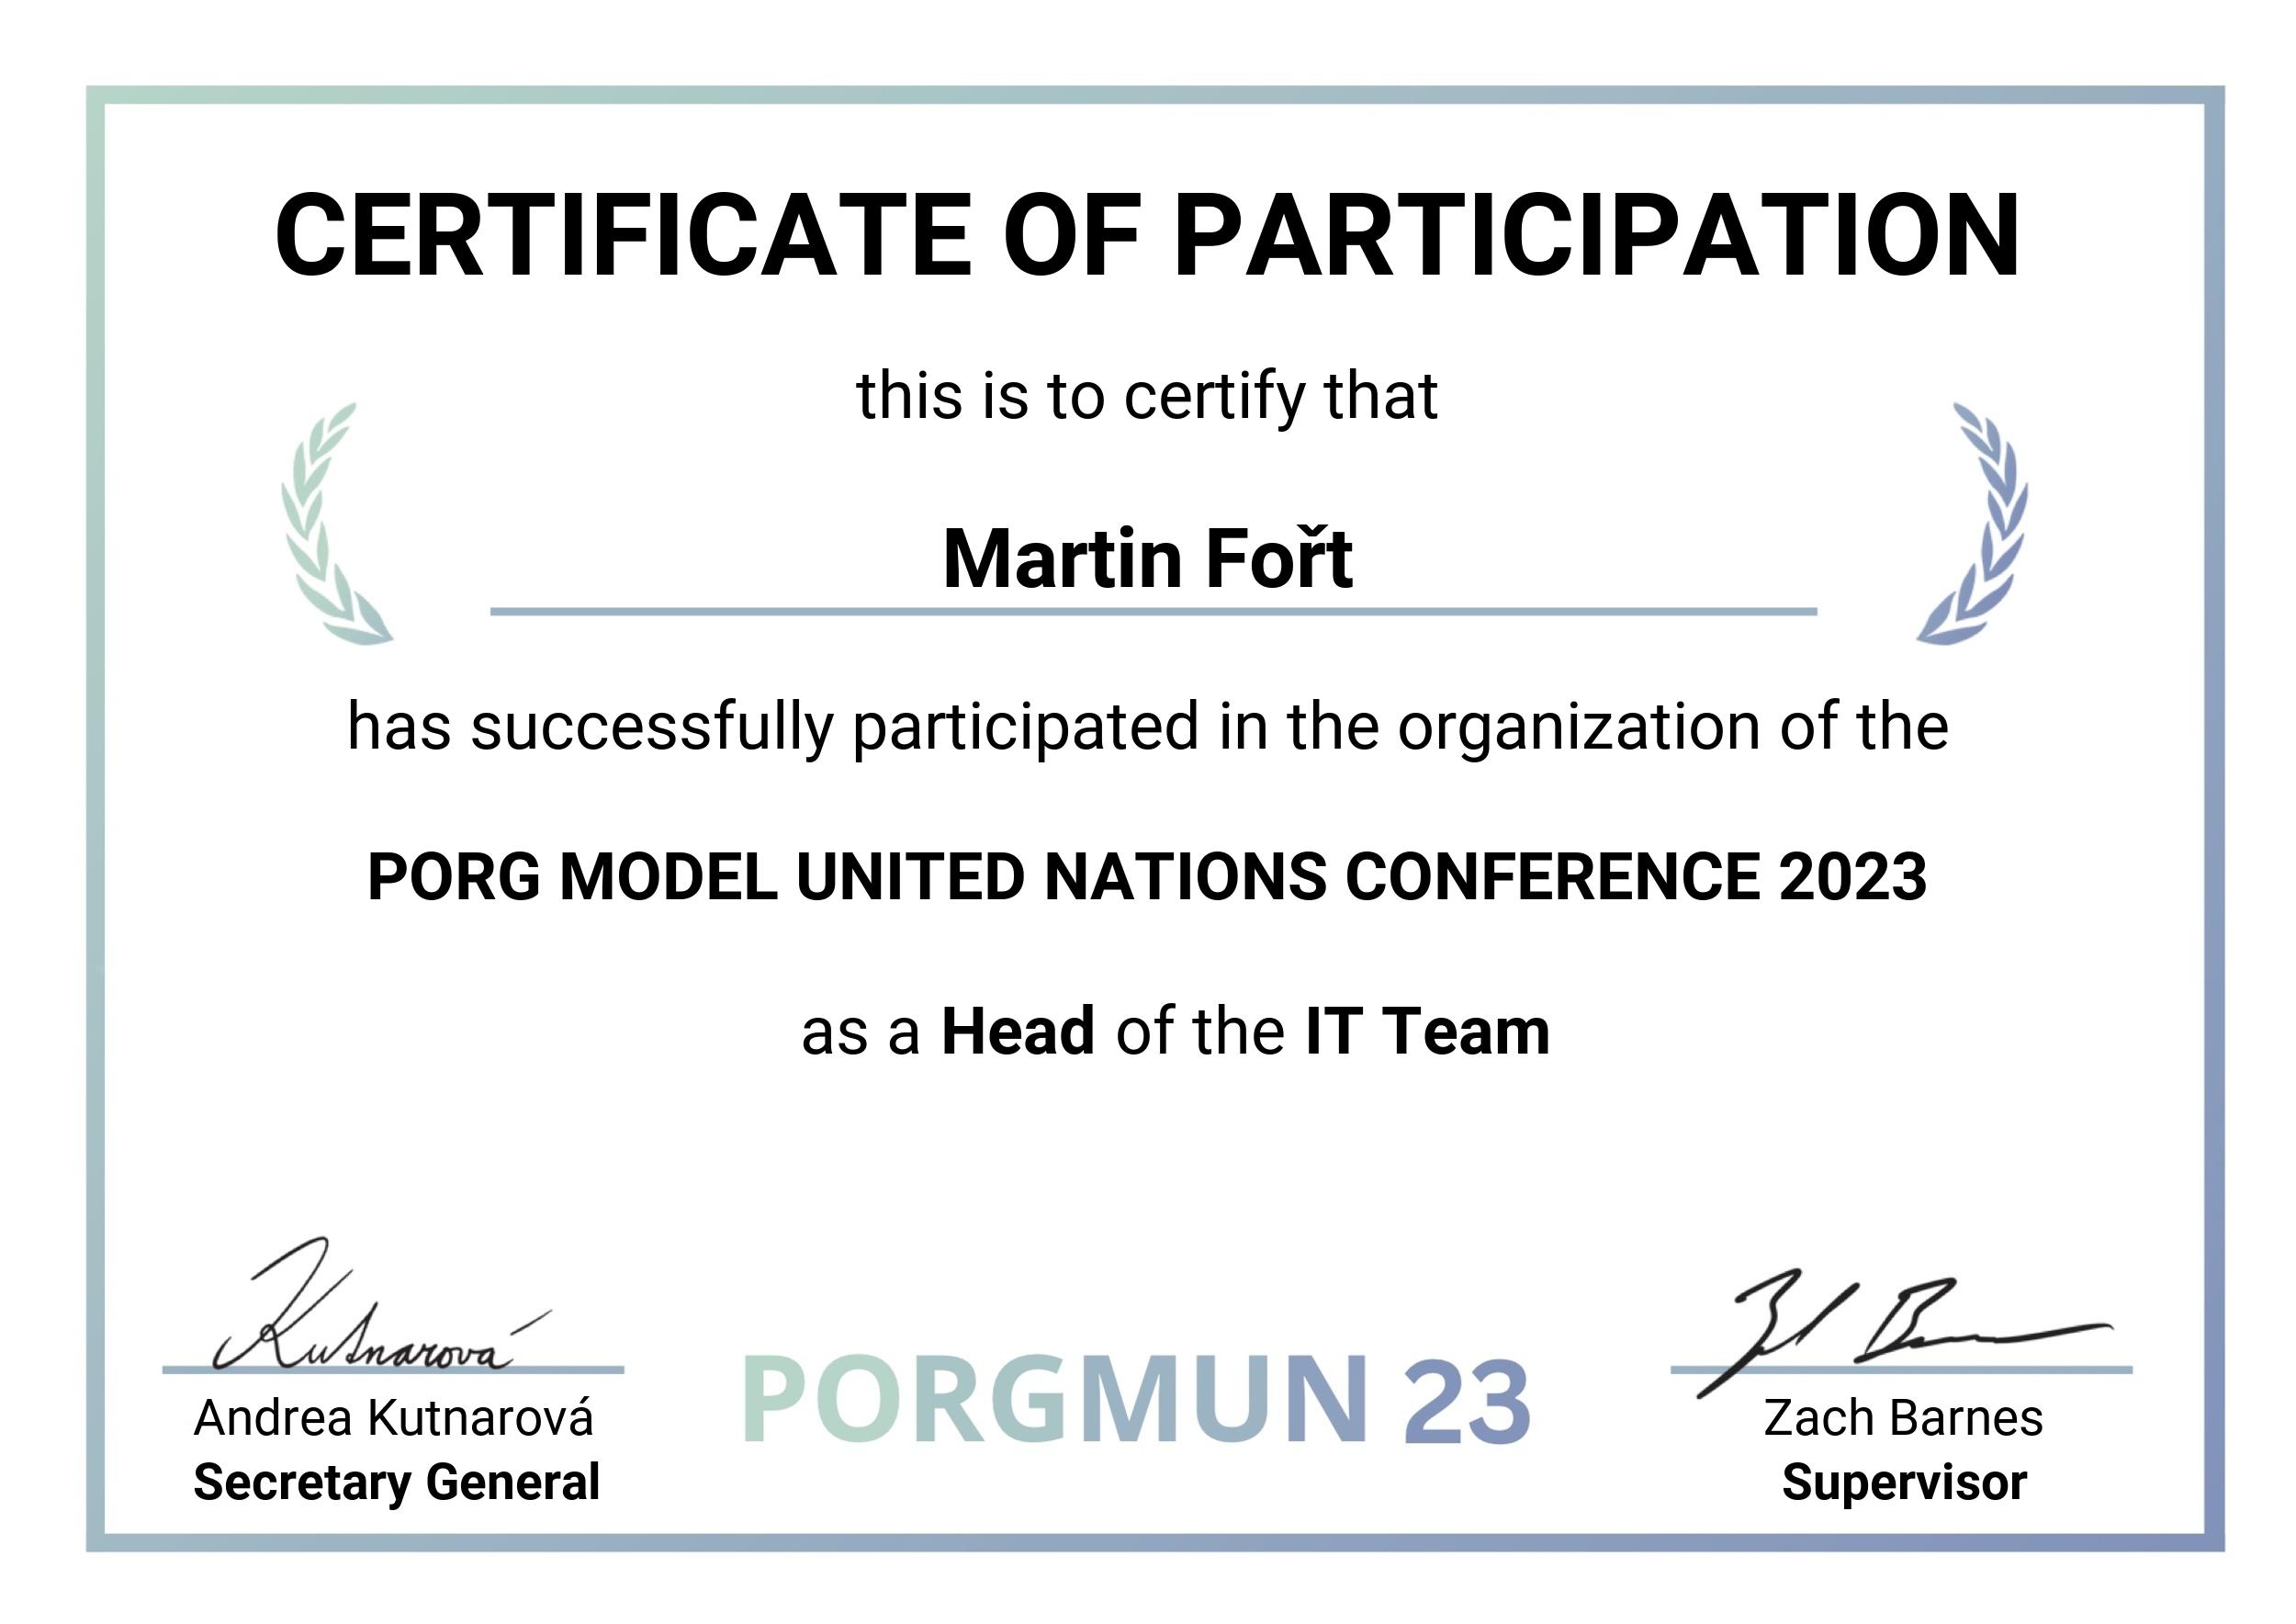 CERTIFICATE OF PARTICIPATION
this is to certify that
Martin Fořt
has successfully participated in the organization of the
PORG MODEL UNITED NATIONS CONFERENCE 2023
as a Head of the IT Team
Kutnarová
Andrea Kutnarová
Secretary General
PORGMUN 23
Zach Barnes
Supervisor